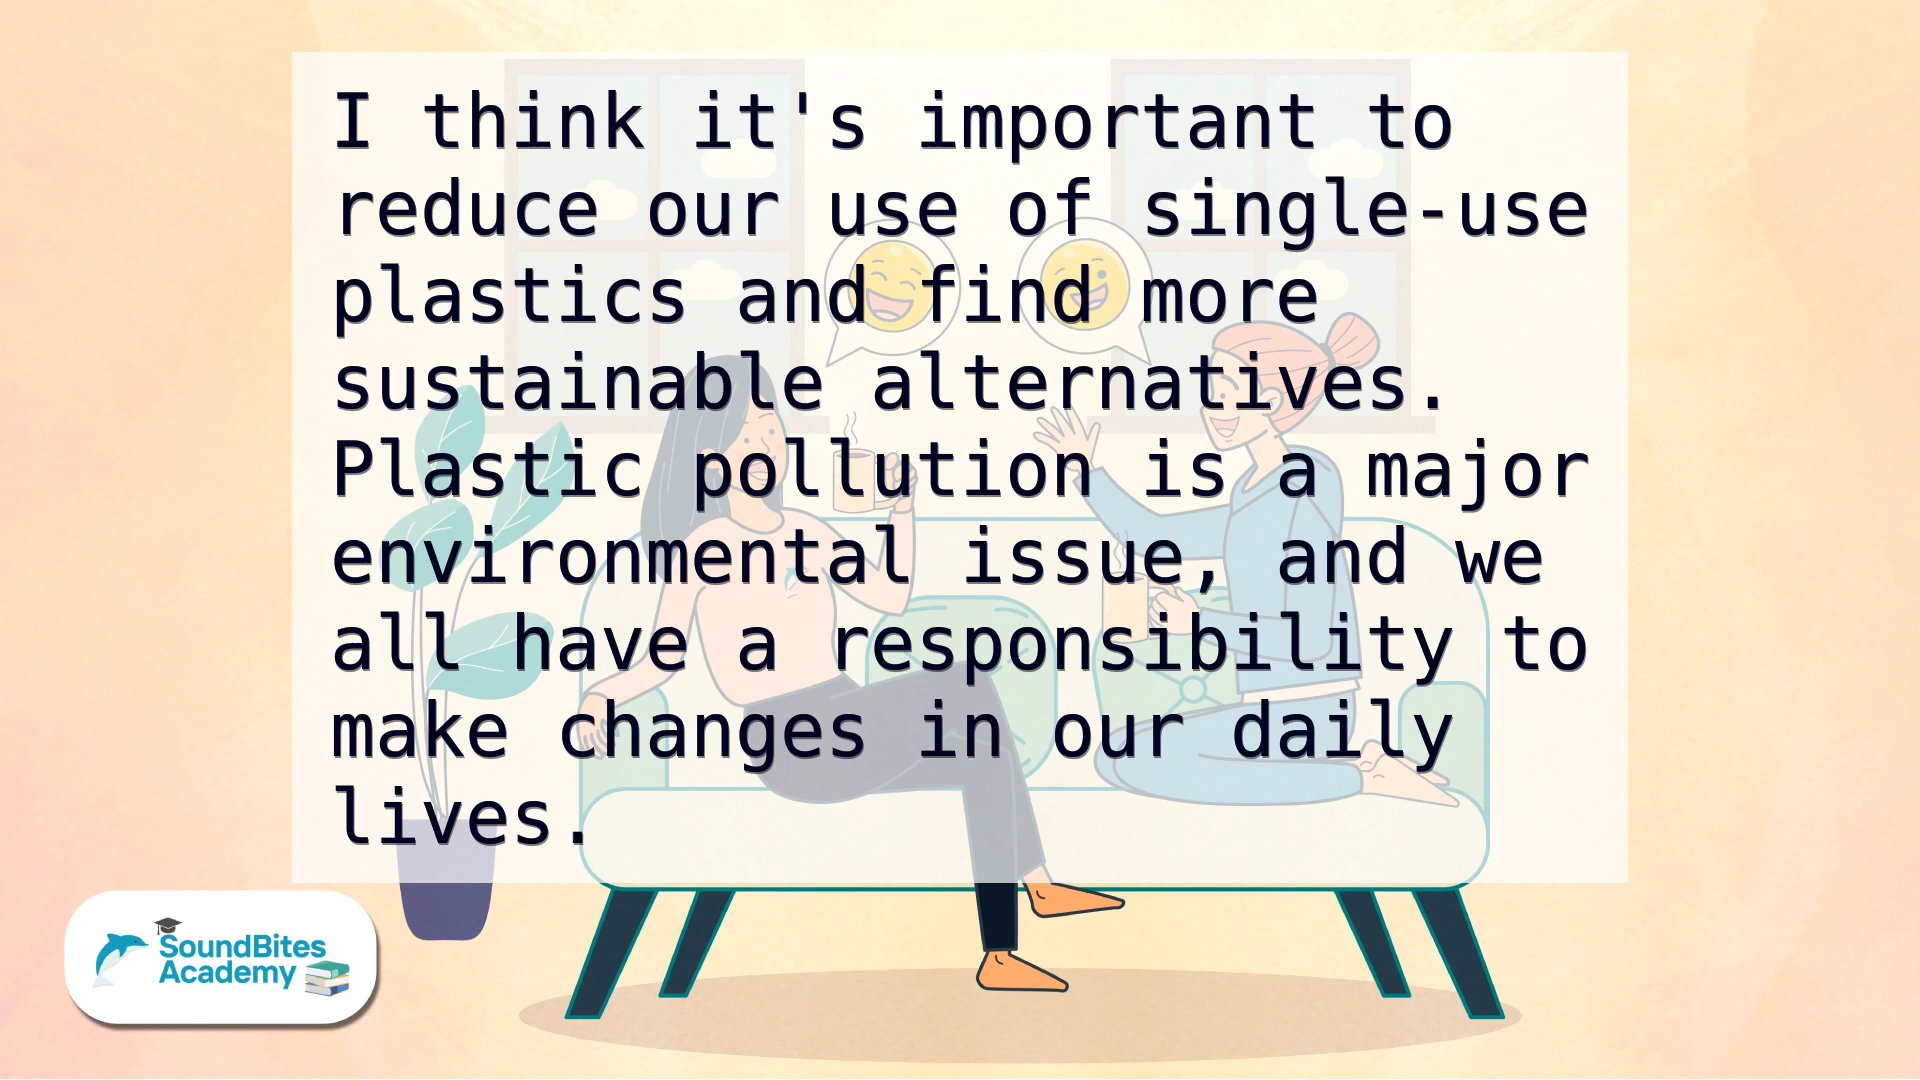 I think it's important to
reduce our use of single-use
plastics and find more
sustainable alternatives.
Plastic pollution is a major
environmental issue, and we
all have a responsibility to
make changes in our daily
lives.
SoundBites
Academy